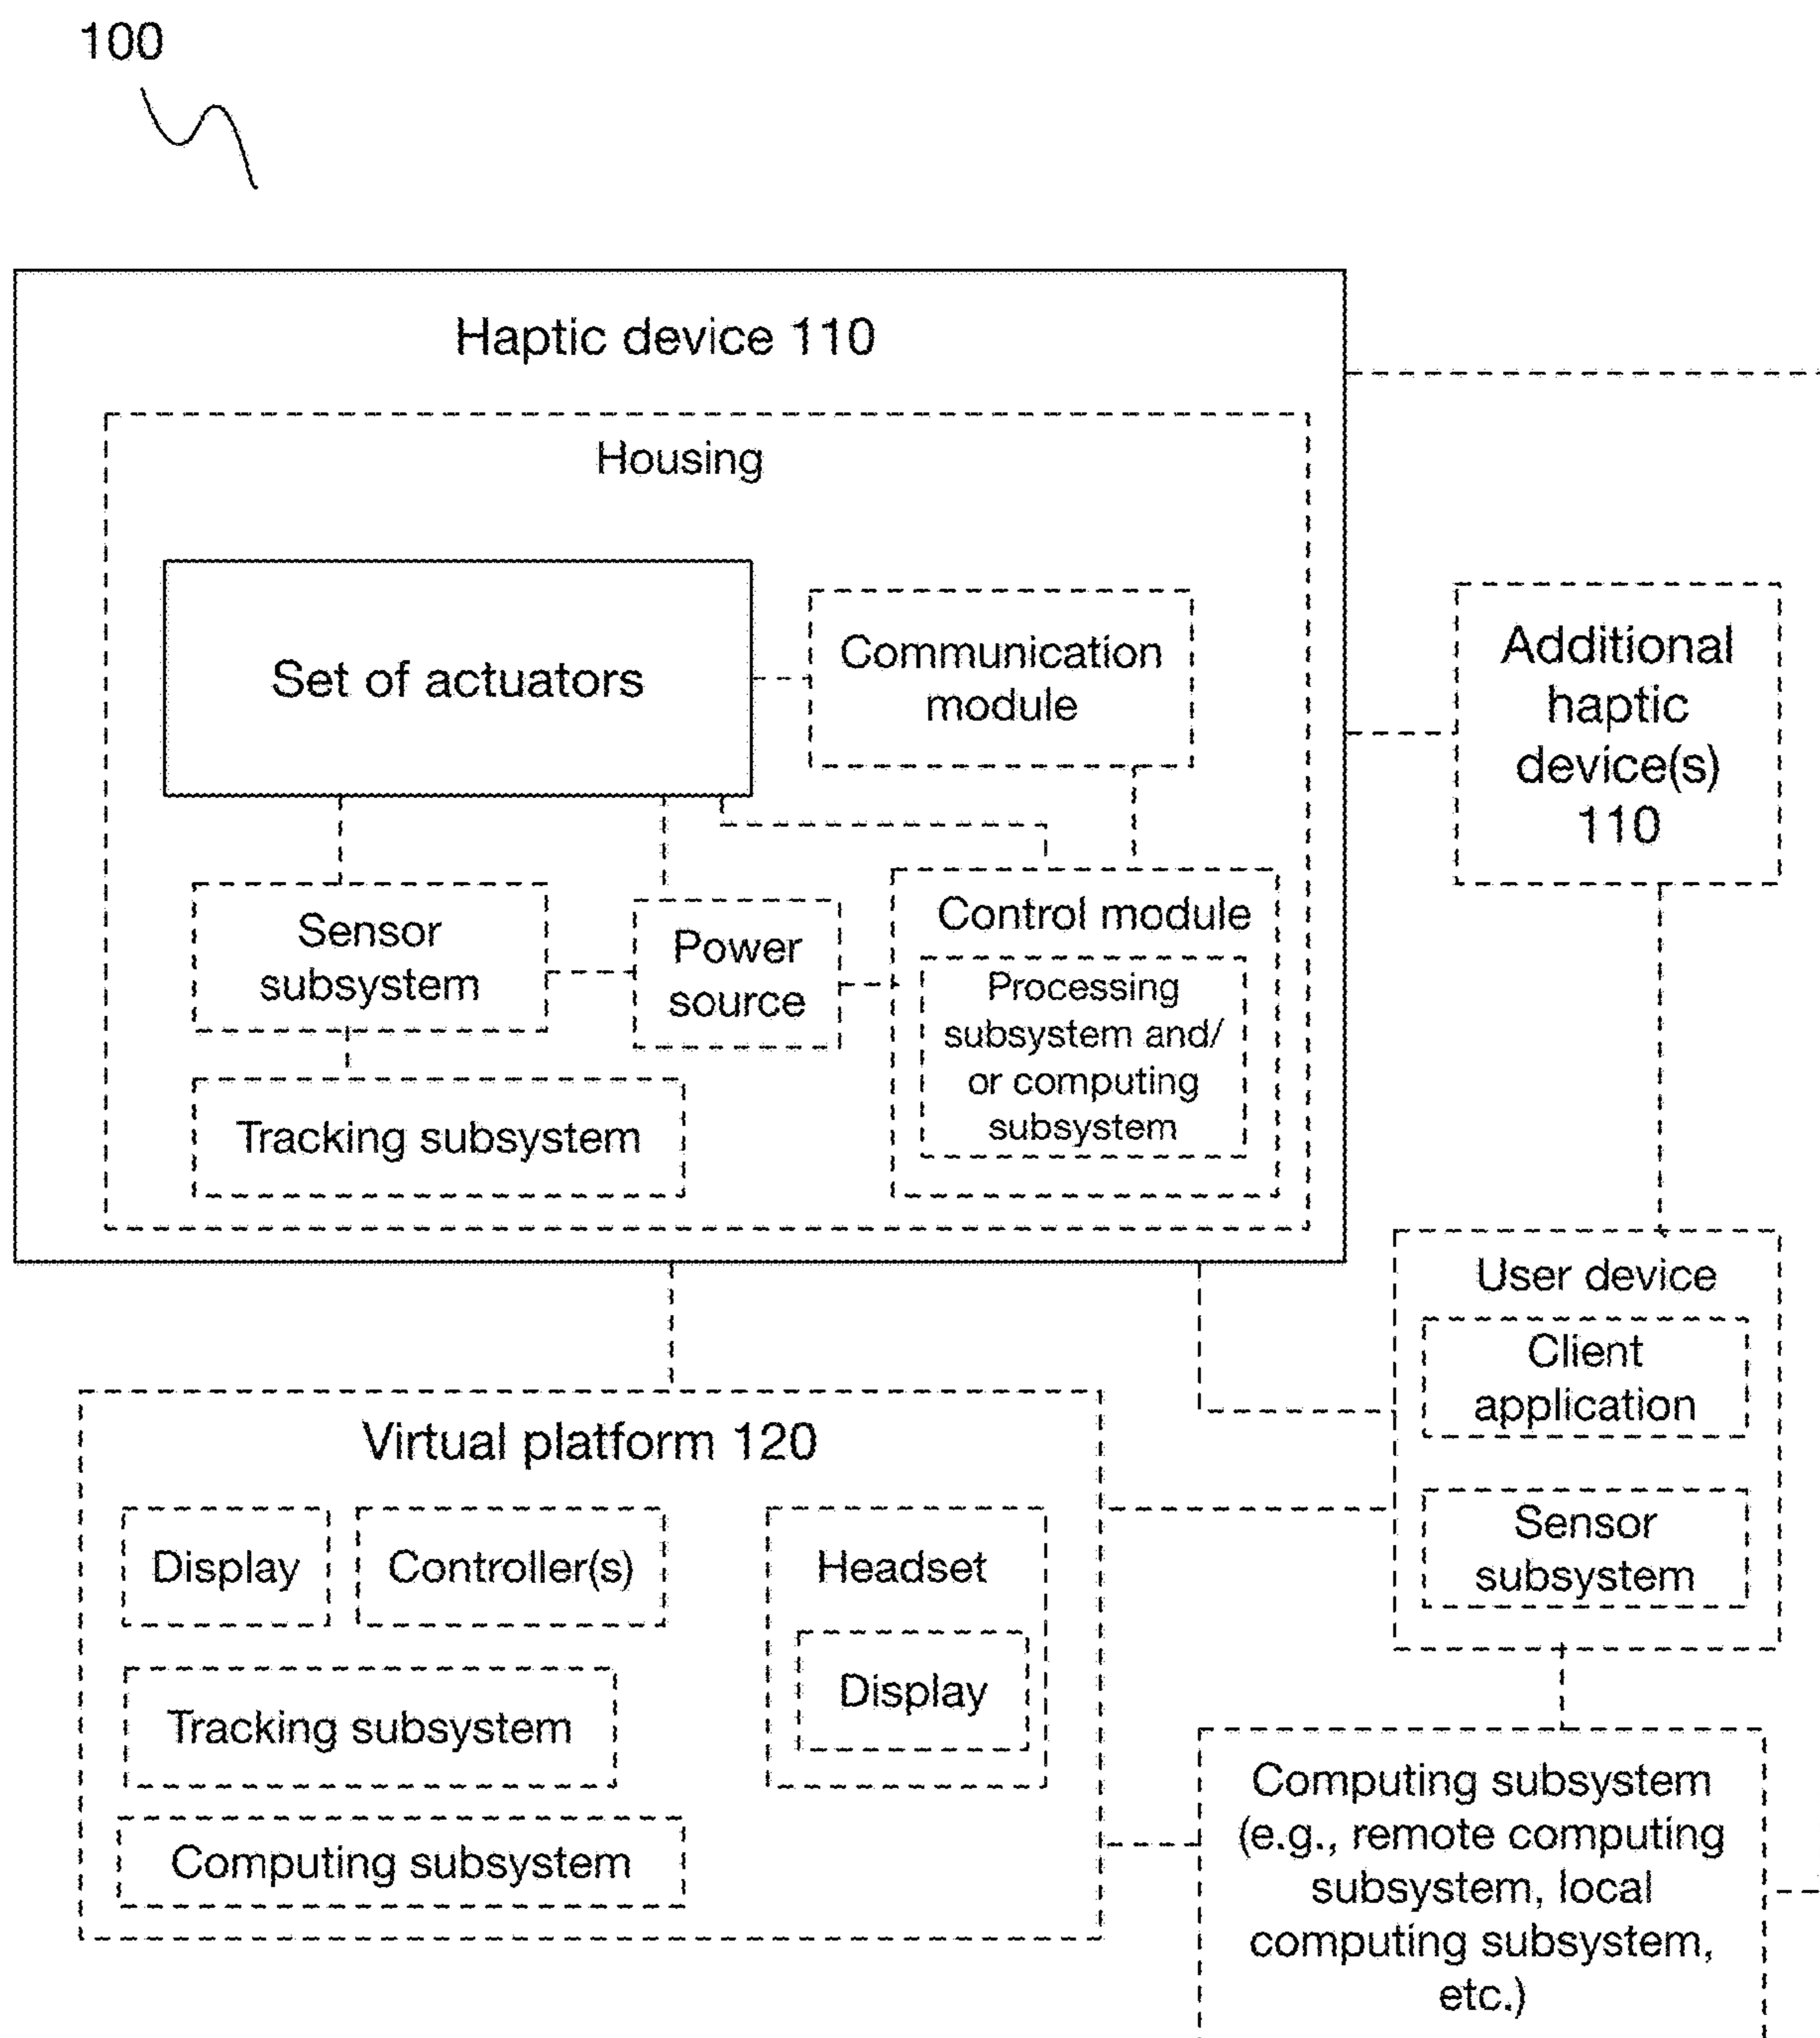 100
Haptic device 110
Housing
Set of actuators
Communication
module
Additional
haptic
device(s)
110
Sensor
subsystem
Power
source
Control module
Processing
subsystem and/
or computing
subsystem
Tracking subsystem
User device
Client
application
Sensor
subsystem
Virtual platform 120
Display
Controller(s)
Headset
Display
Tracking subsystem
Computing subsystem
Computing subsystem
(e.g., remote computing
subsystem, local
computing subsystem,
etc.)